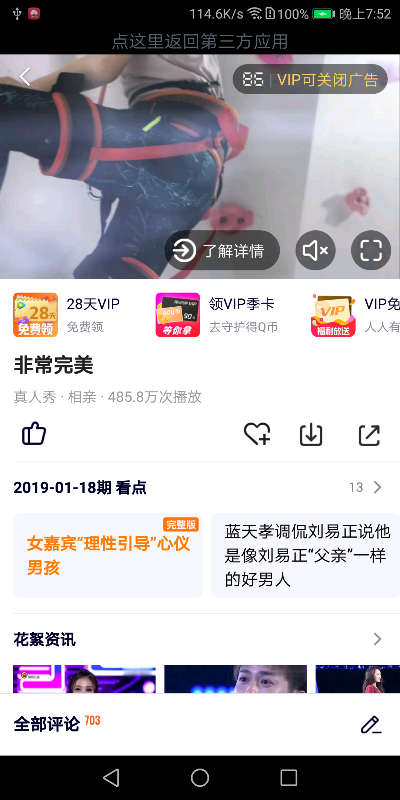 114.6K/s 100% 晚上7:52
点这里返回第三方应用
85 VIP可关闭广告
了解详情
28天
免费领
28天VIP
免费领
等你拿
领VIP季卡
去守护得Q币
VIP
福利放送
VIP免
人人有
非常完美
真人秀 · 相亲 · 485.8万次播放
2019-01-18期 看点
13
完整版
女嘉宾“理性引导”心仪
男孩
蓝天孝调侃刘易正说他
是像刘易正“父亲”一样
的好男人
花絮资讯
全部评论 703